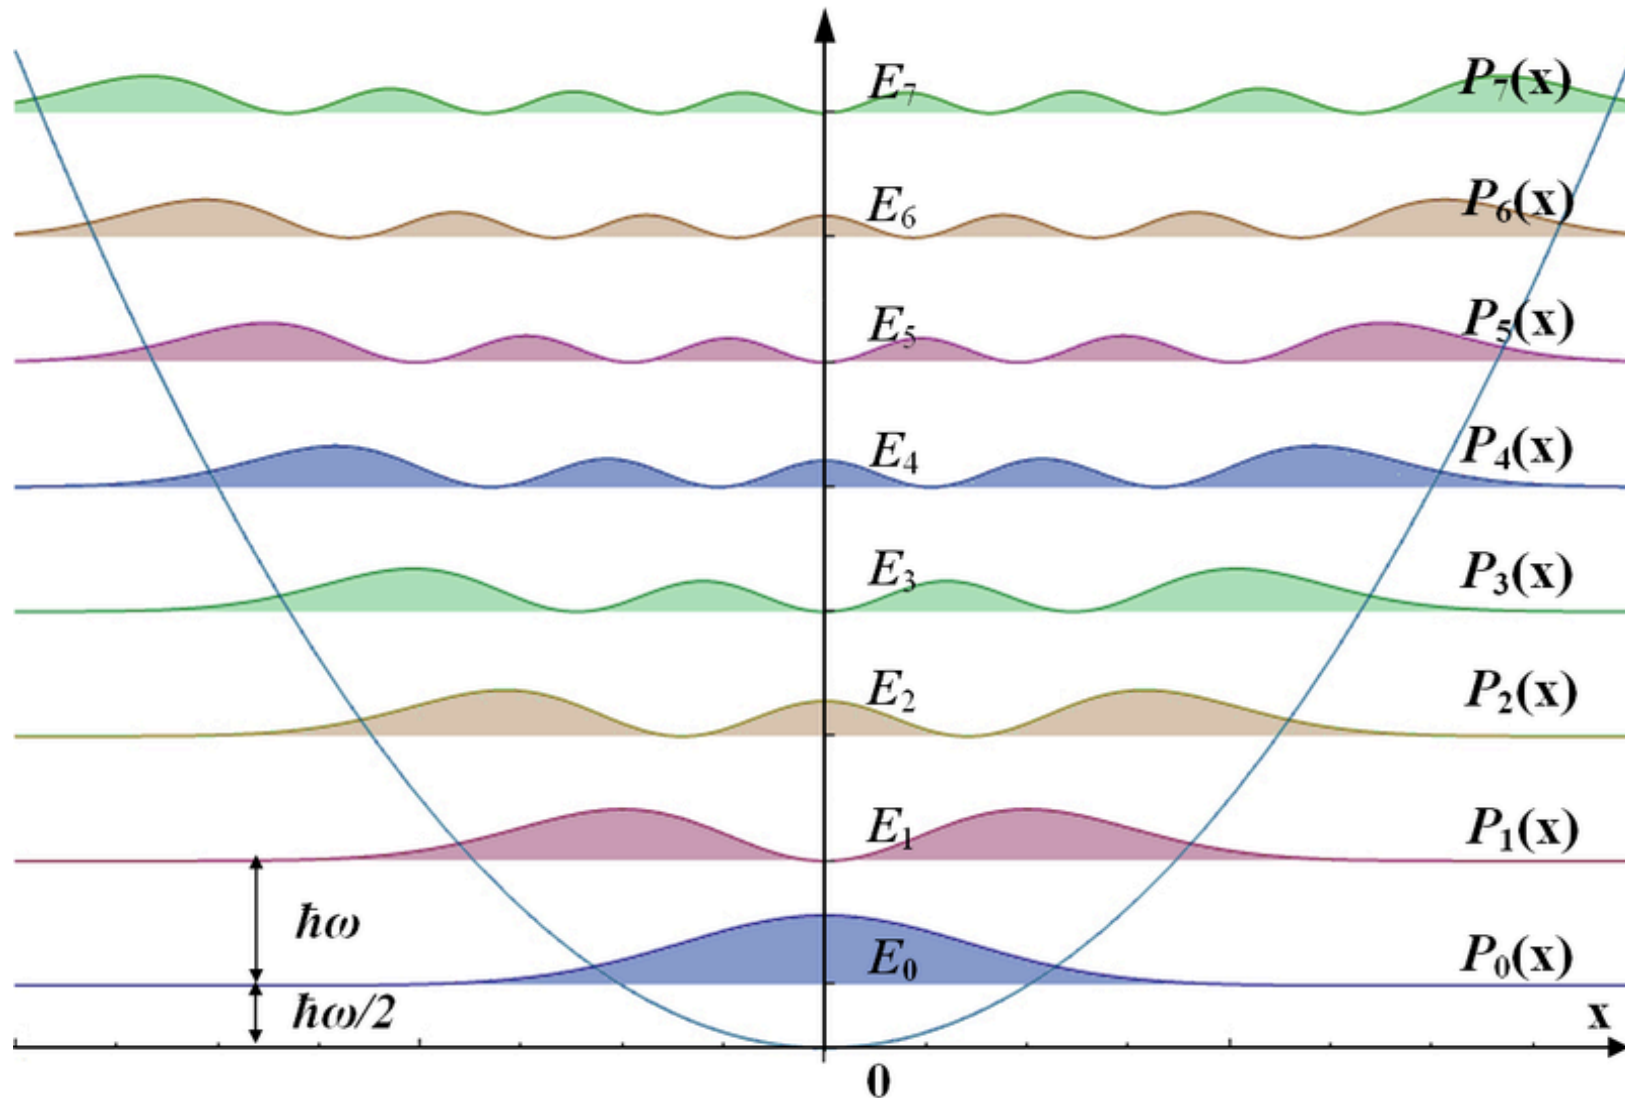 E₇ P₇(x)
E₆ P₆(x)
E₅ P₅(x)
E₄ P₄(x)
E₃ P₃(x)
E₂ P₂(x)
E₁ P₁(x)
ħω
E₀ P₀(x)
ħω/2
x
0